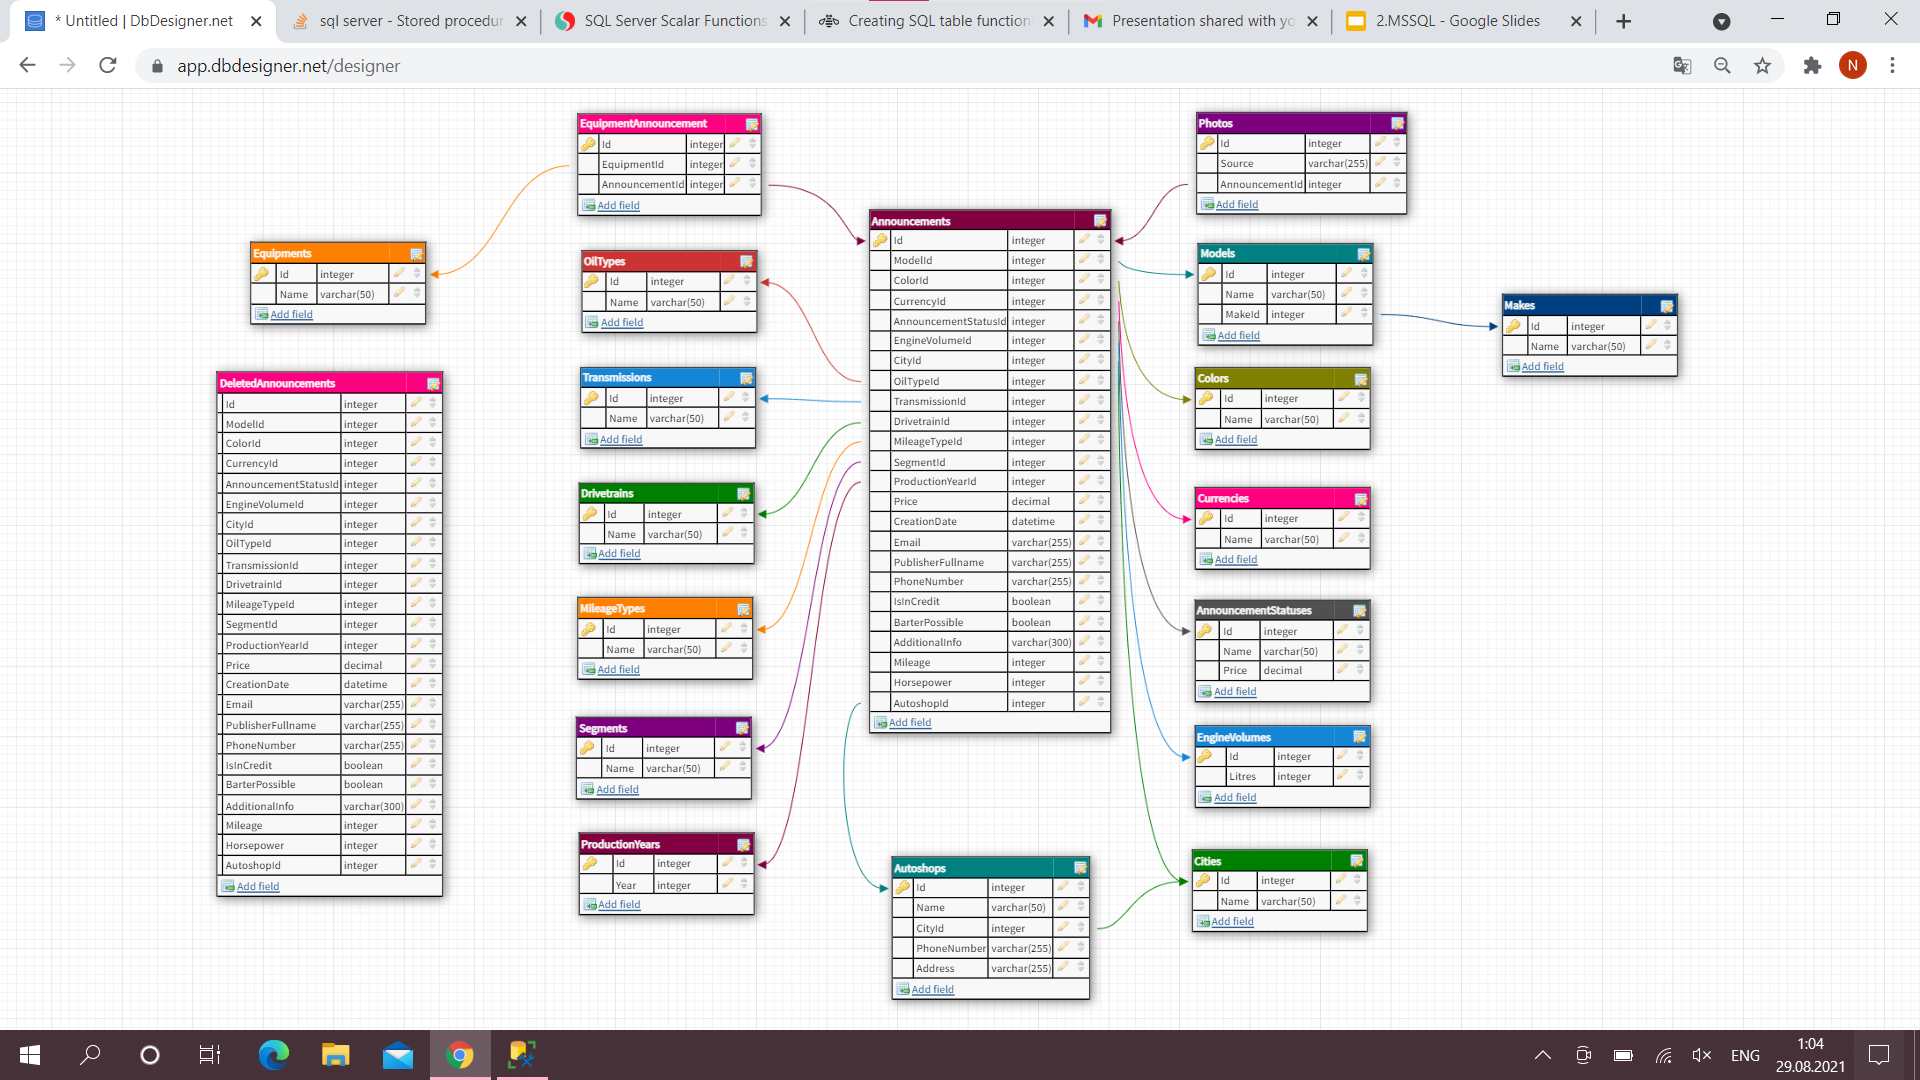 * Untitled | DbDesigner.net
sql server - Stored procedur
SQL Server Scalar Functions
Creating SQL table function
Presentation shared with yo
2.MSSQL - Google Slides
app.dbdesigner.net/designer
N
EquipmentAnnouncement
Id integer
EquipmentId integer
AnnouncementId integer
Add field
Photos
Id integer
Source varchar(255)
AnnouncementId integer
Add field
Equipments
Id integer
Name varchar(50)
Add field
OilTypes
Id integer
Name varchar(50)
Add field
Announcements
Id integer
ModelId integer
ColorId integer
CurrencyId integer
AnnouncementStatusId integer
EngineVolumeId integer
CityId integer
OilTypeId integer
TransmissionId integer
DrivetrainId integer
MileageTypeId integer
SegmentId integer
ProductionYearId integer
Price decimal
CreationDate datetime
Email varchar(255)
PublisherFullname varchar(255)
PhoneNumber varchar(255)
IsInCredit boolean
BarterPossible boolean
AdditionalInfo varchar(300)
Mileage integer
Horsepower integer
AutoshopId integer
Add field
Models
Id integer
Name varchar(50)
MakeId integer
Add field
Makes
Id integer
Name varchar(50)
Add field
DeletedAnnouncements
Id integer
ModelId integer
ColorId integer
CurrencyId integer
AnnouncementStatusId integer
EngineVolumeId integer
CityId integer
OilTypeId integer
TransmissionId integer
DrivetrainId integer
MileageTypeId integer
SegmentId integer
ProductionYearId integer
Price decimal
CreationDate datetime
Email varchar(255)
PublisherFullname varchar(255)
PhoneNumber varchar(255)
IsInCredit boolean
BarterPossible boolean
AdditionalInfo varchar(300)
Mileage integer
Horsepower integer
AutoshopId integer
Add field
Transmissions
Id integer
Name varchar(50)
Add field
Colors
Id integer
Name varchar(50)
Add field
Drivetrains
Id integer
Name varchar(50)
Add field
Currencies
Id integer
Name varchar(50)
Add field
MileageTypes
Id integer
Name varchar(50)
Add field
AnnouncementStatuses
Id integer
Name varchar(50)
Price decimal
Add field
Segments
Id integer
Name varchar(50)
Add field
EngineVolumes
Id integer
Litres integer
Add field
ProductionYears
Id integer
Year integer
Add field
Autoshops
Id integer
Name varchar(50)
CityId integer
PhoneNumber varchar(255)
Address varchar(255)
Add field
Cities
Id integer
Name varchar(50)
Add field
ENG
1:04
29.08.2021